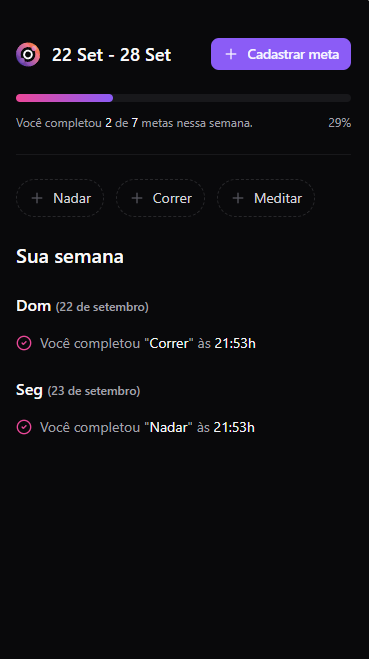 22 Set - 28 Set
Cadastrar meta
Você completou 2 de 7 metas nessa semana.
29%
Nadar
Correr
Meditar
Sua semana
Dom (22 de setembro)
Você completou "Correr" às 21:53h
Seg (23 de setembro)
Você completou "Nadar" às 21:53h